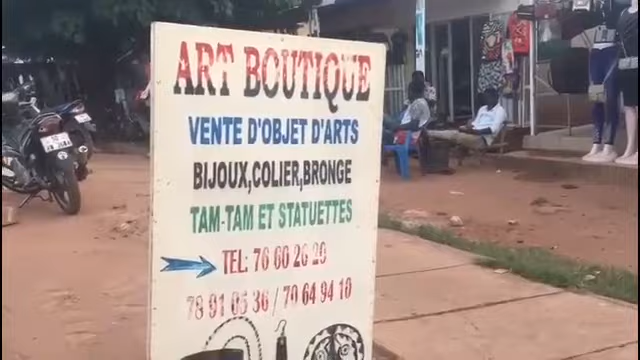 ART BOUTIQUE
VENTE D'OBJET D'ARTS
BIJOUX,COLIER,BRONGE
TAM-TAM ET STATUETTES
TEL: 76 60 26 20
78 91 05 36 / 70 64 94 10